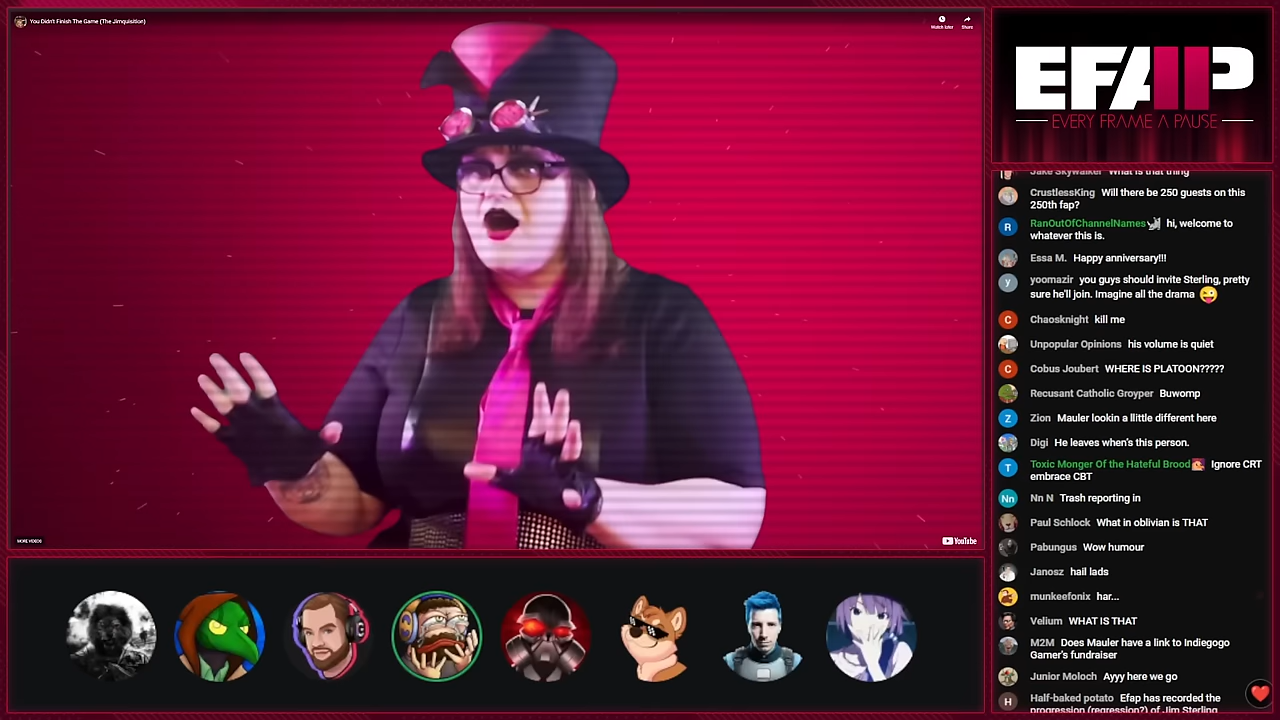 You Didn't Finish The Game (The Jimquisition)
Watch later
Share
MORE VIDEOS
YouTube
EFAP
EVERY FRAME A PAUSE
Jake Skywalker What is that thing
CrustlessKing Will there be 250 guests on this
250th fap?
R
RanOutOfChannelNames hi, welcome to
whatever this is.
Essa M. Happy anniversary!!!
y
yoomazir you guys should invite Sterling, pretty
sure he'll join. Imagine all the drama
C
Chaosknight kill me
Unpopular Opinions his volume is quiet
C
Cobus Joubert WHERE IS PLATOON?????
Recusant Catholic Groyper Buwomp
Z
Zion Mauler lookin a llittle different here
Digi He leaves when's this person.
T
Toxic Monger Of the Hateful Brood Ignore CRT
embrace CBT
Nn
Nn N Trash reporting in
Paul Schlock What in oblivian is THAT
Pabungus Wow humour
Janosz hail lads
munkeefonix har...
Velium WHAT IS THAT
M2M Does Mauler have a link to Indiegogo
Gamer's fundraiser
Junior Moloch Ayyy here we go
H
Half-baked potato Efap has recorded the
progression (regression?) of Jim Sterling